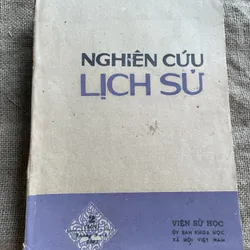 NGHIÊN CỨU
LỊCH SỬ
VIỆN SỬ HỌC
ỦY BAN KHOA HỌC
XÃ HỘI VIỆT NAM